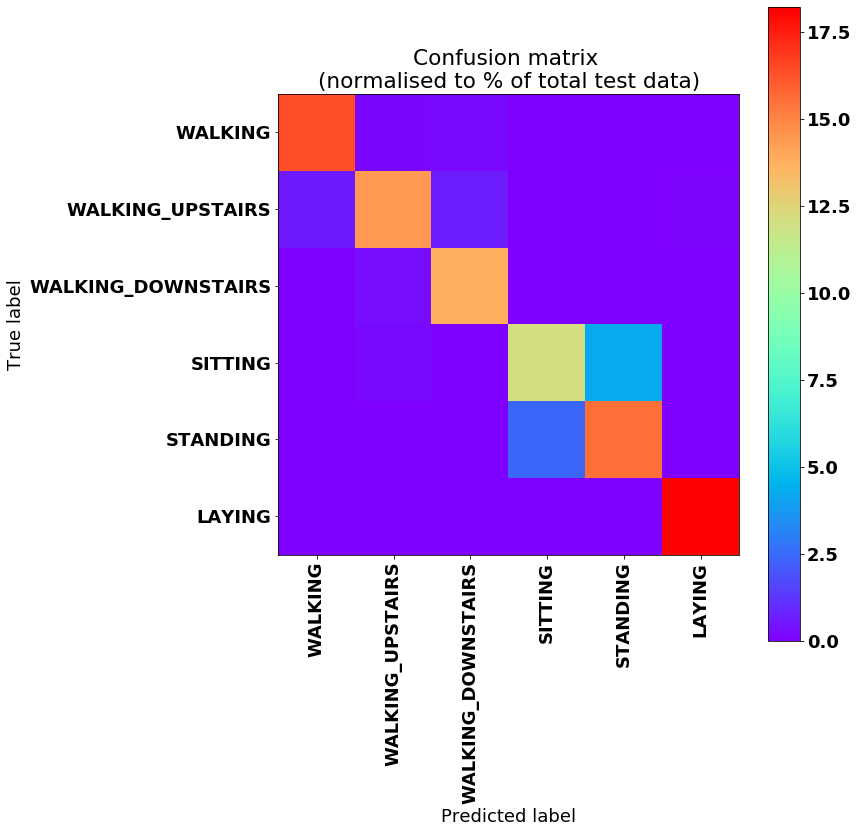 Confusion matrix
(normalised to % of total test data)
True label
WALKING
WALKING_UPSTAIRS
WALKING_DOWNSTAIRS
SITTING
STANDING
LAYING
WALKING
WALKING_UPSTAIRS
WALKING_DOWNSTAIRS
SITTING
STANDING
LAYING
Predicted label
17.5
15.0
12.5
10.0
7.5
5.0
2.5
0.0